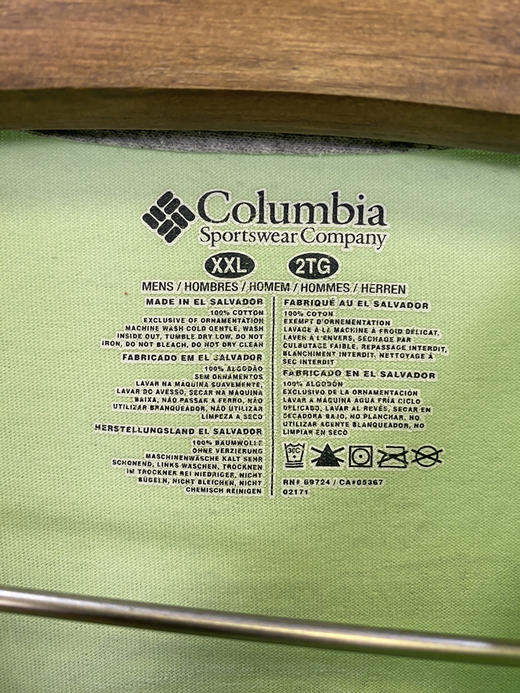 Columbia
Sportswear Company
XXL 2TG
MENS / HOMBRES / HOMEM / HOMMES / HERREN
MADE IN EL SALVADOR
100% COTTON
EXCLUSIVE OF ORNAMENTATION
MACHINE WASH COLD GENTLE, WASH
INSIDE OUT, TUMBLE DRY LOW, DO NOT
IRON, DO NOT BLEACH, DO NOT DRY CLEAN
FABRICADO EM EL SALVADOR
100% ALGODÃO
SEM ORNAMENTOS
LAVAR NA MÁQUINA SUAVEMENTE,
LAVAR DO AVESSO, SECAR NA MÁQUINA
BAIXA, NÃO PASSAR A FERRO, NÃO
UTILIZAR BRANQUEADOR, NÃO UTILIZAR
LIMPEZA A SECO
HERSTELLUNGSLAND EL SALVADOR
100% BAUMWOLLE
OHNE VERZIERUNG
MASCHINENWÄSCHE KALT SEHR
SCHONEND, LINKS WASCHEN, TROCKNEN
IM TROCKNER BEI NIEDRIGER, NICHT
BÜGELN, NICHT BLEICHEN, NICHT
CHEMISCH REINIGEN
FABRIQUÉ AU EL SALVADOR
100% COTON
EXEMPT D'ORNEMENTATION
LAVAGE À LA MACHINE À FROID DÉLICAT,
LAVER À L'ENVERS, SÉCHAGE PAR
CULBUTAGE FAIBLE, REPASSAGE INTERDIT,
BLANCHIMENT INTERDIT, NETTOYAGE À
SEC INTERDIT
FABRICADO EN EL SALVADOR
100% ALGODÓN
EXCLUSIVO DE LA ORNAMENTACIÓN
LAVAR A MÁQUINA AGUA FRÍA CICLO
DELICADO, LAVAR AL REVÉS, SECAR EN
SECADORA BAJO, NO PLANCHAR, NO
UTILIZAR AGENTE BLANQUEADOR, NO
LIMPIAR EN SECO
30C
RN# 69724 / CA#05367
02171